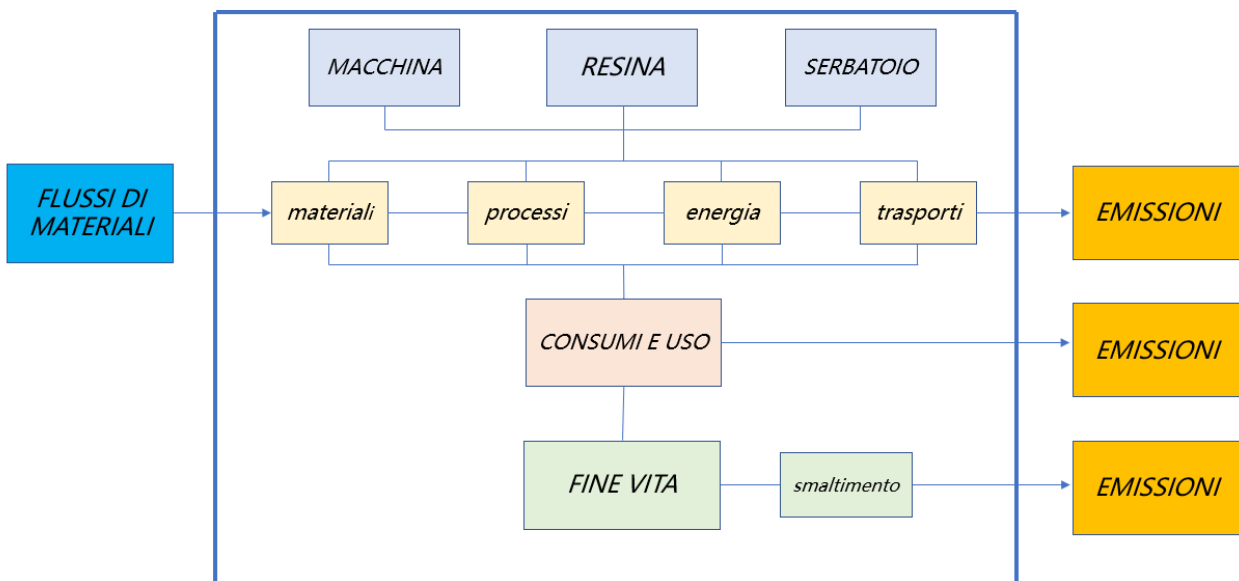 MACCHINA
RESINA
SERBATOIO
FLUSSI DI
MATERIALI
materiali
processi
energia
trasporti
EMISSIONI
CONSUMI E USO
EMISSIONI
FINE VITA
smaltimento
EMISSIONI